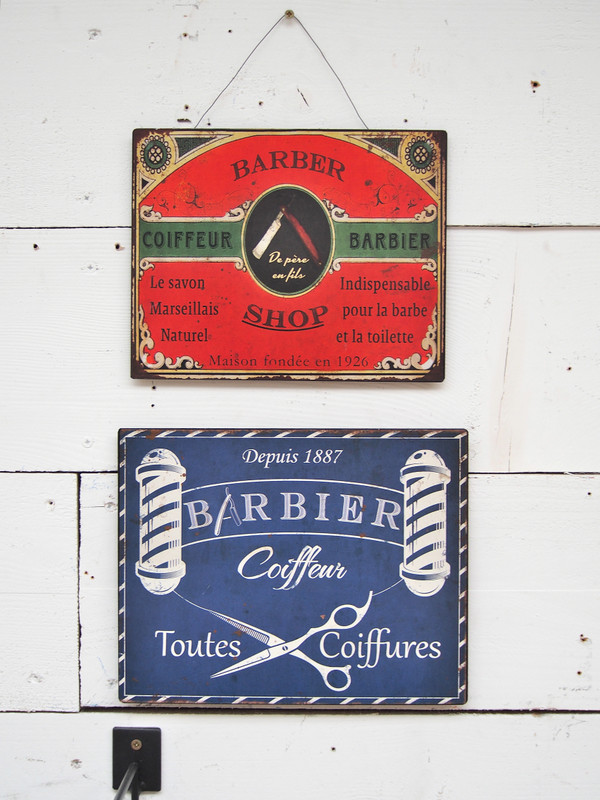 BARBER
COIFFEUR BARBIER
De père
en fils
Le savon
Marseillais
Naturel
Indispensable
pour la barbe
et la toilette
SHOP
Maison fondée en 1926
Depuis 1887
BARBIER
Coiffeur
Toutes Coiffures